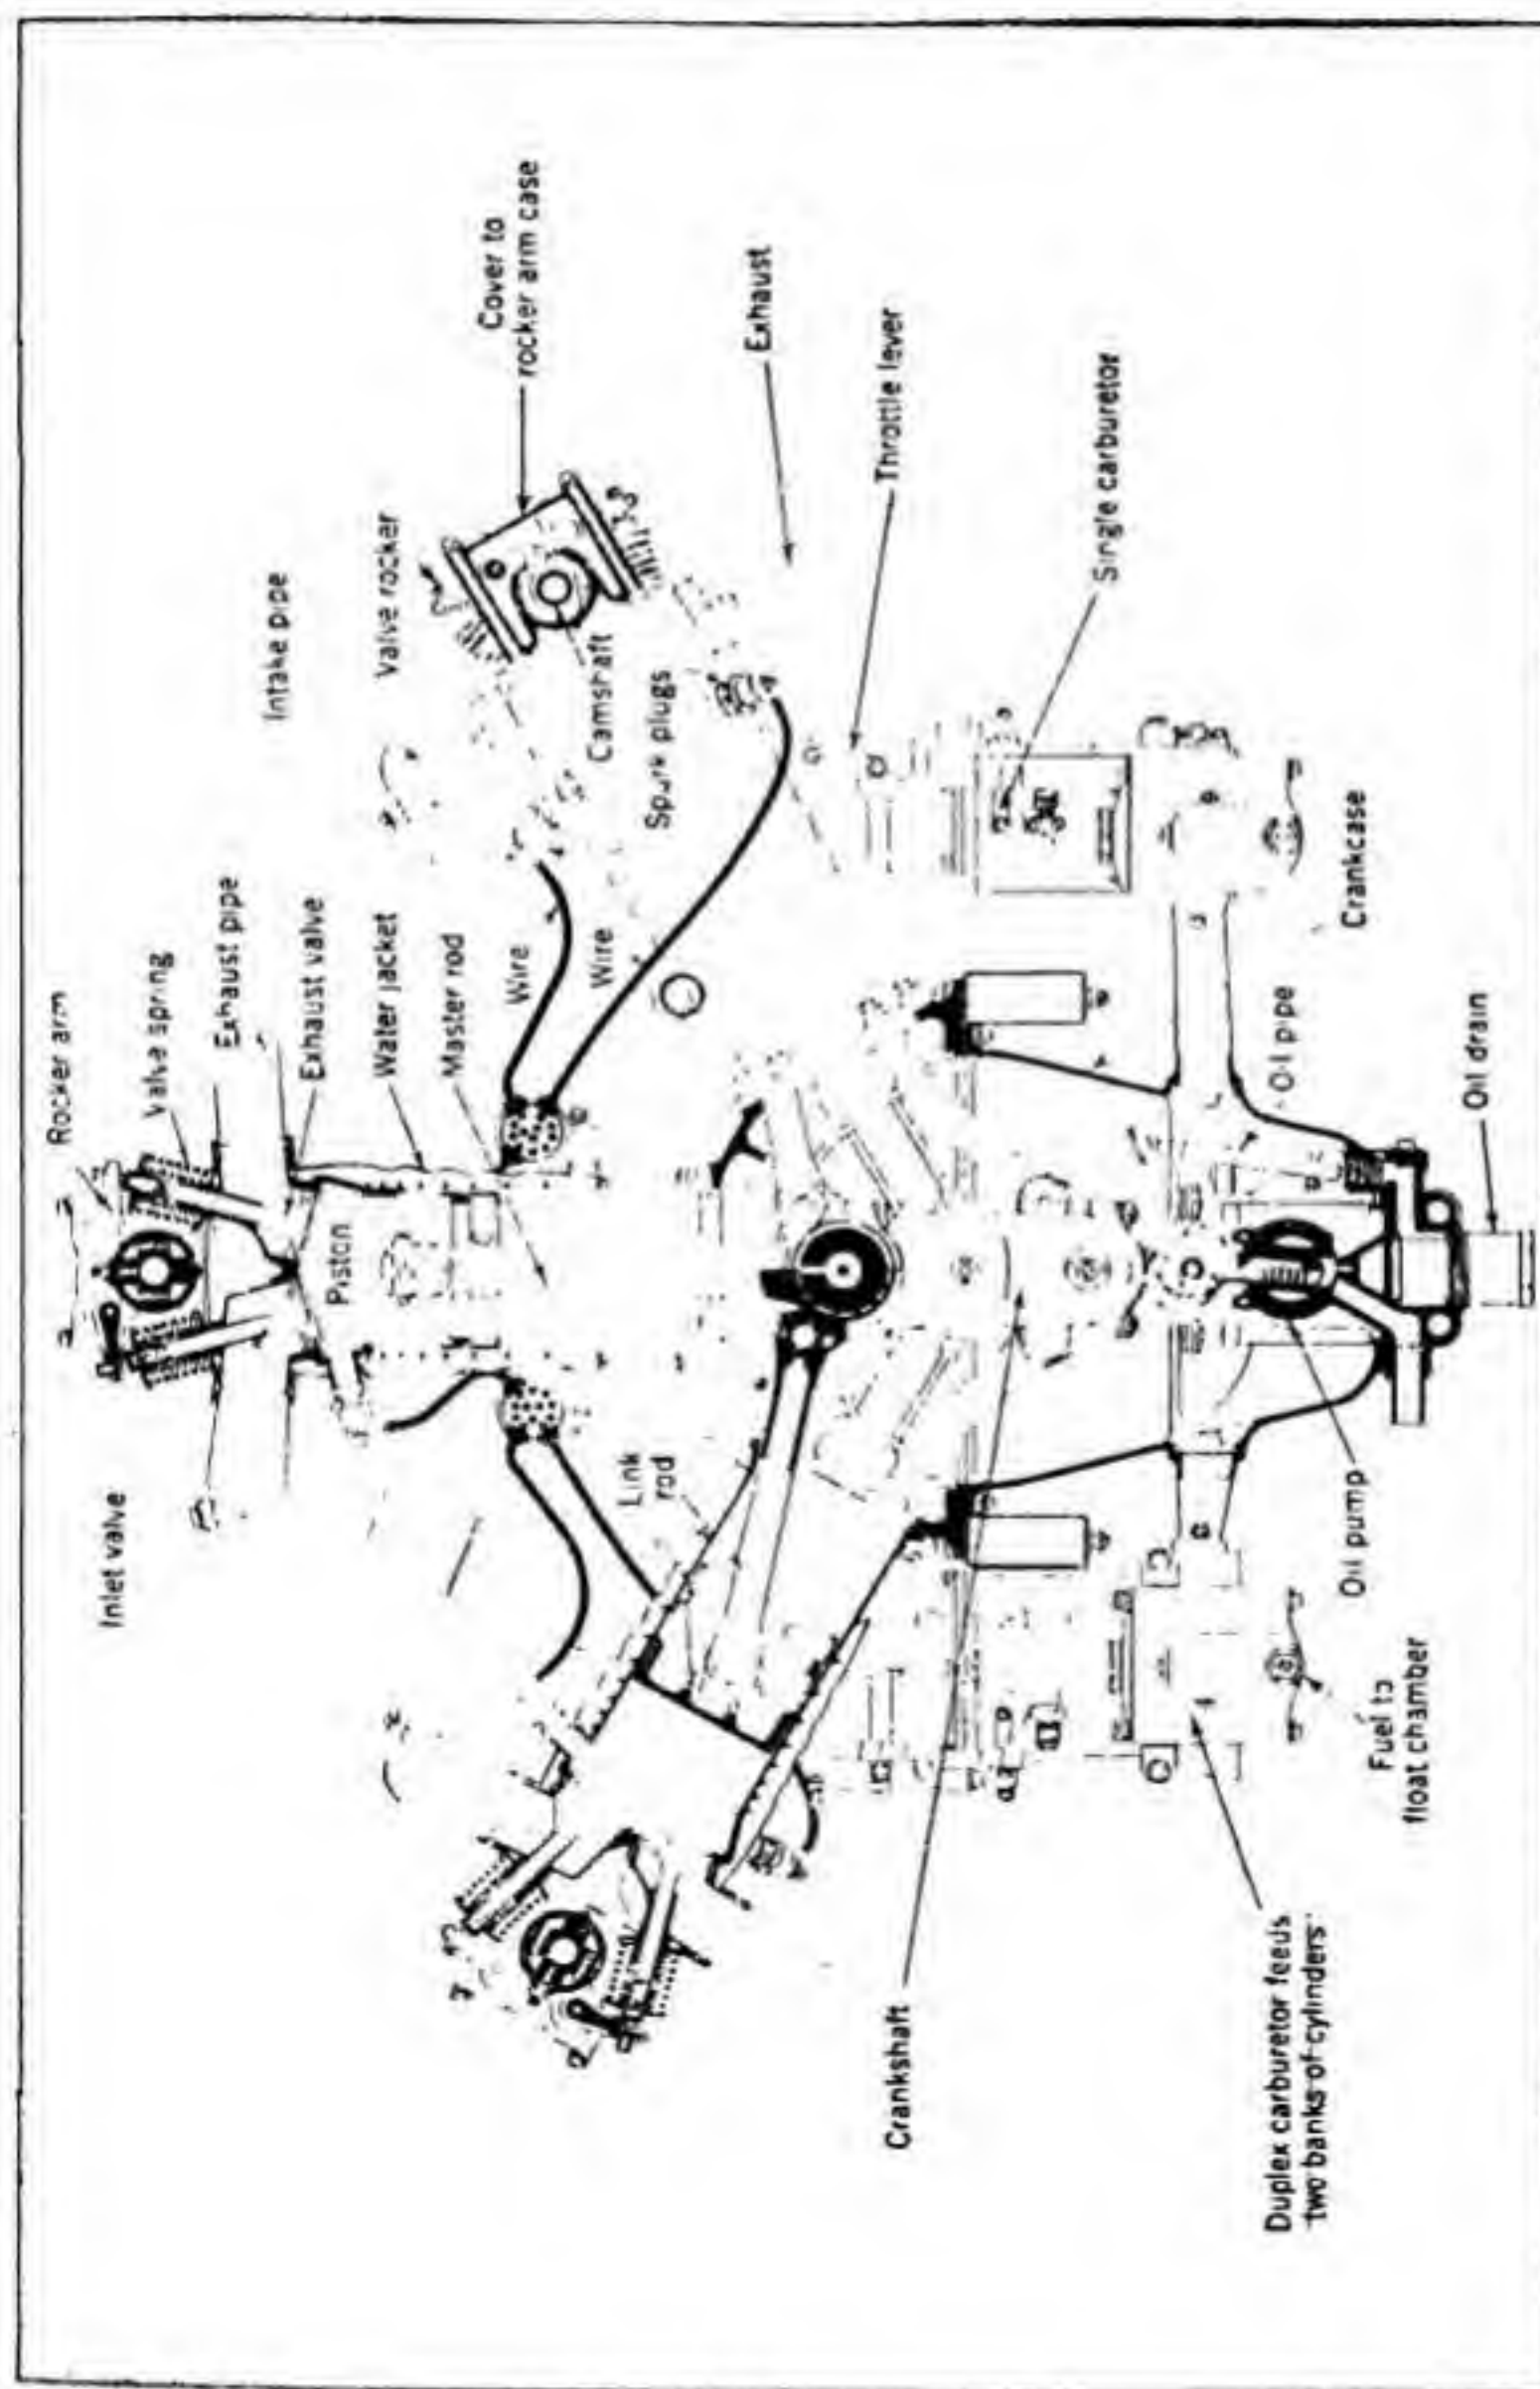 Rocker arm
Valve spring
Exhaust pipe
Exhaust valve
Water jacket
Master rod
Wire
Wire
Intake pipe
Valve rocker
Cover to
rocker arm case
Camshaft
Spark plugs
Exhaust
Throttle lever
Single carburetor
Inlet valve
Piston
Link
rod
Crankshaft
Duplex carburetor feeds
two banks of cylinders
Fuel to
float chamber
Oil pump
Oil drain
Oil pipe
Crankcase